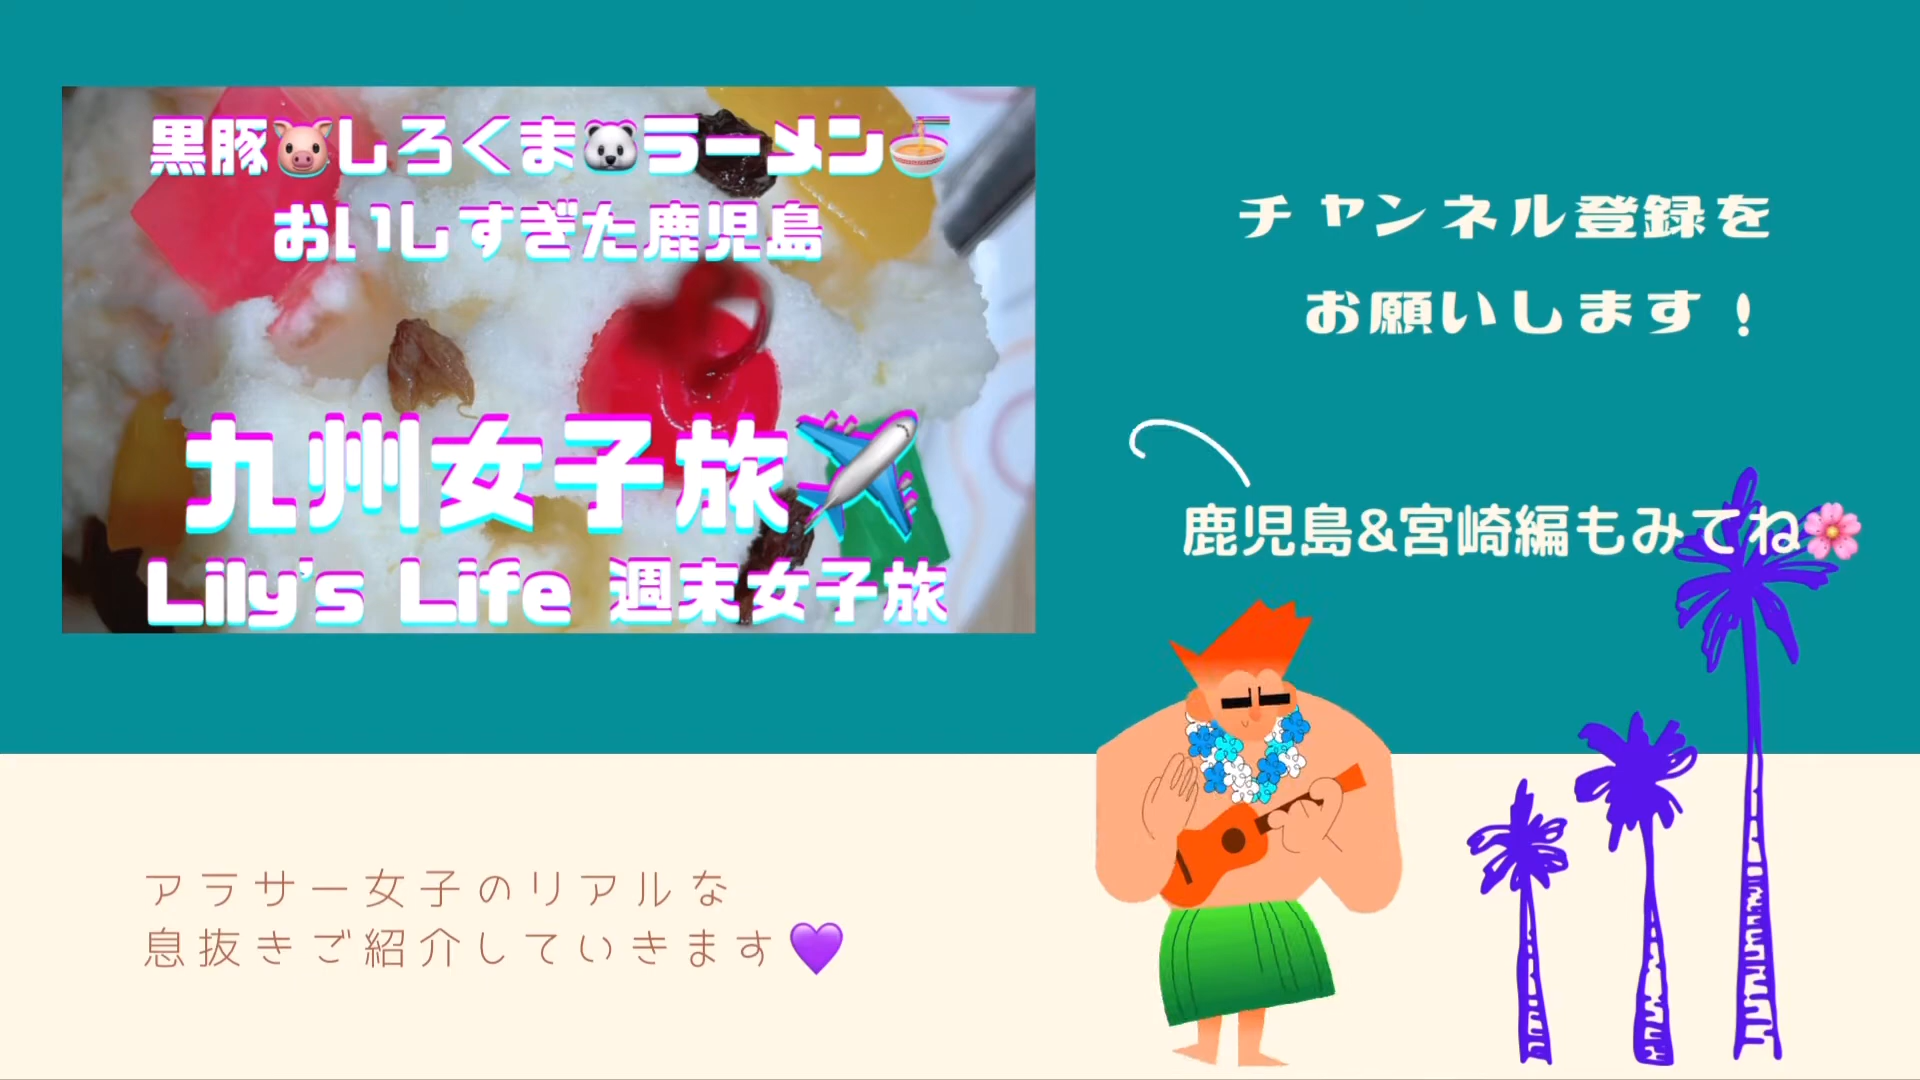 黒豚🐷しろくま🐻‍❄️ラーメン🍜
おいしすぎた鹿児島
九州女子旅✈️
Lily's Life 週末女子旅
チャンネル登録を
お願いします！
鹿児島&宮崎編もみてね🌸
アラサー女子のリアルな
息抜きご紹介していきます💜